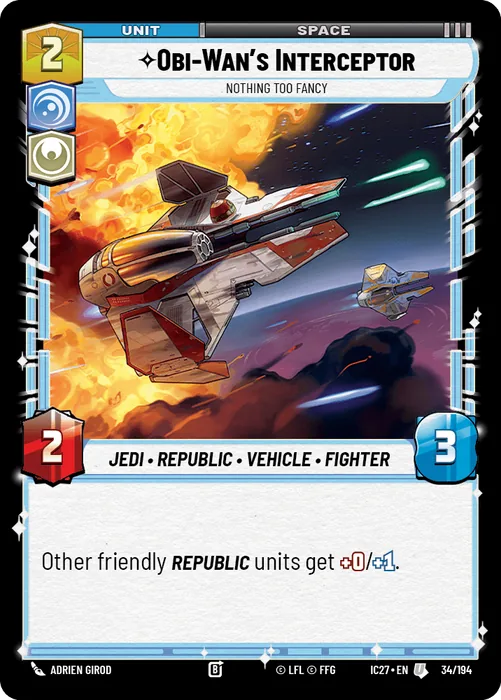 UNIT
SPACE
2
✧OBI-WAN'S INTERCEPTOR
NOTHING TOO FANCY
2
3
JEDI • REPUBLIC • VEHICLE • FIGHTER
Other friendly REPUBLIC units get +0/+1.
ADRIEN GIROD
B
© LFL © FFG
IC27 • EN
U
34/194